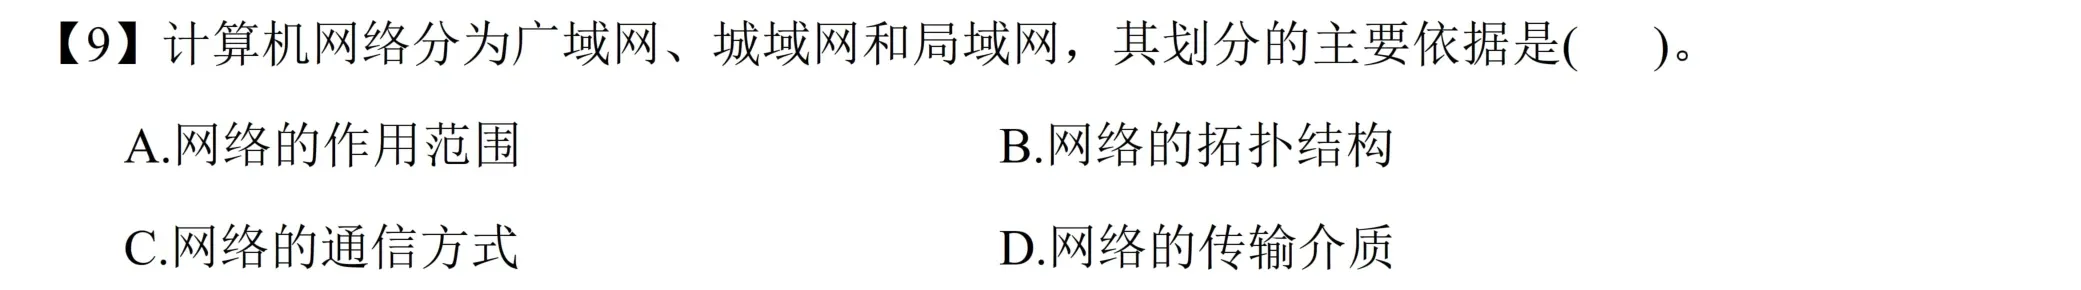 【9】计算机网络分为广域网、城域网和局域网，其划分的主要依据是(　　)。
A.网络的作用范围
B.网络的拓扑结构
C.网络的通信方式
D.网络的传输介质